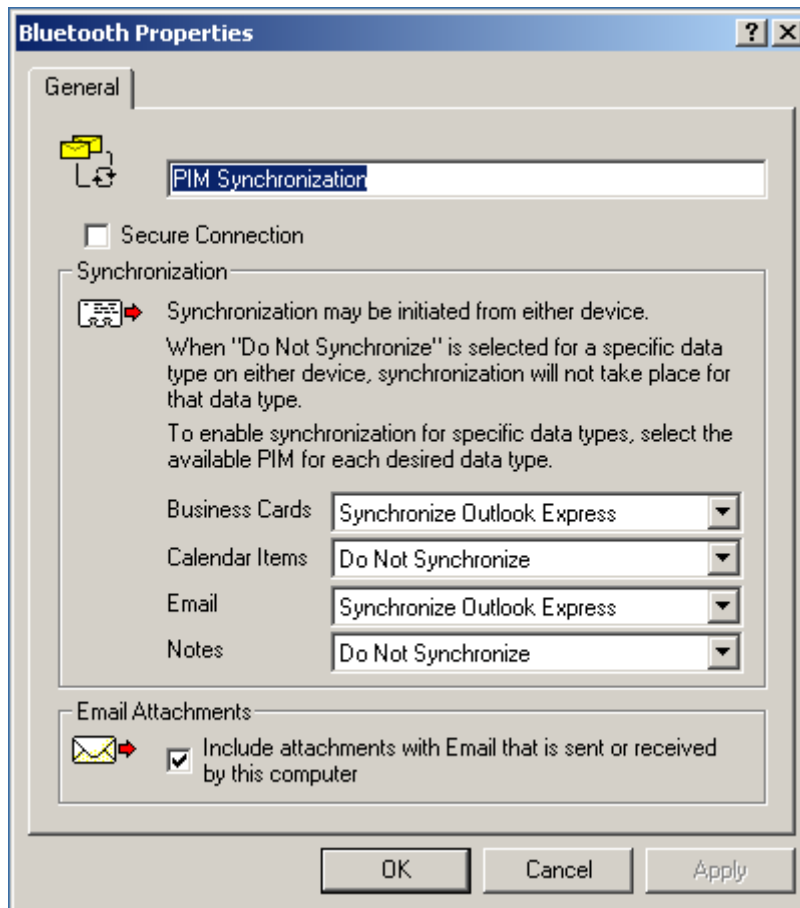 Bluetooth Properties
General
PIM Synchronization
Secure Connection
Synchronization
Synchronization may be initiated from either device.
When "Do Not Synchronize" is selected for a specific data
type on either device, synchronization will not take place for
that data type.
To enable synchronization for specific data types, select the
available PIM for each desired data type.
Business Cards Synchronize Outlook Express
Calendar Items Do Not Synchronize
Email Synchronize Outlook Express
Notes Do Not Synchronize
Email Attachments
Include attachments with Email that is sent or received
by this computer
OK Cancel Apply